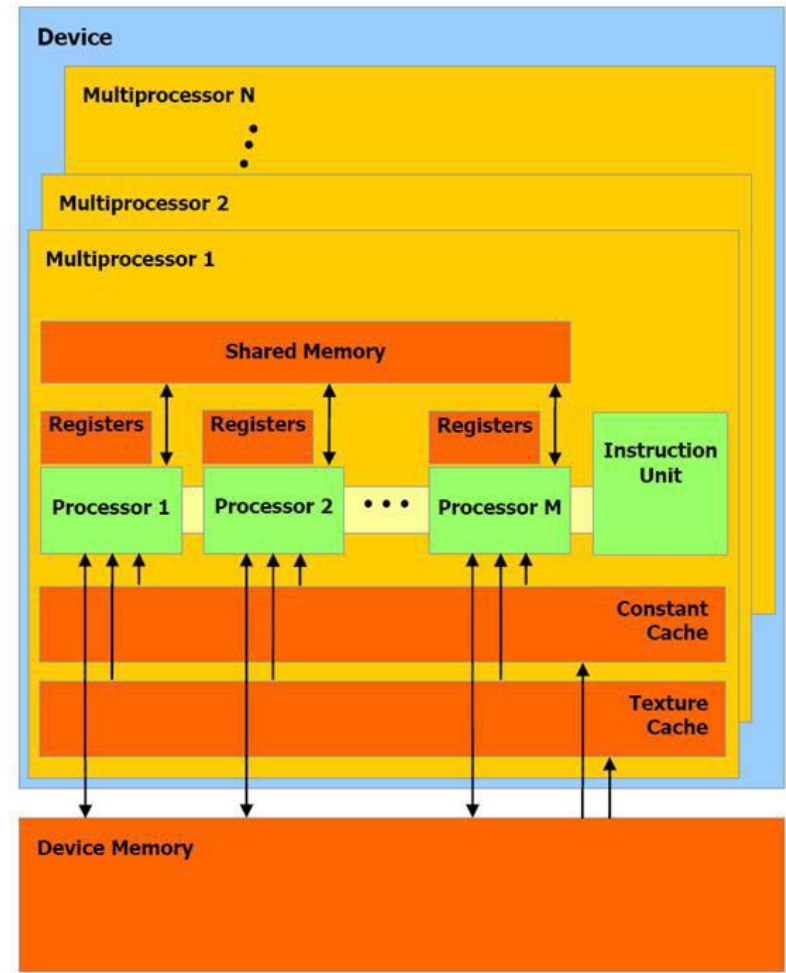 Device
Multiprocessor N
Multiprocessor 2
Multiprocessor 1
Shared Memory
Registers
Registers
Registers
Instruction
Unit
Processor 1
Processor 2
Processor M
Constant
Cache
Texture
Cache
Device Memory